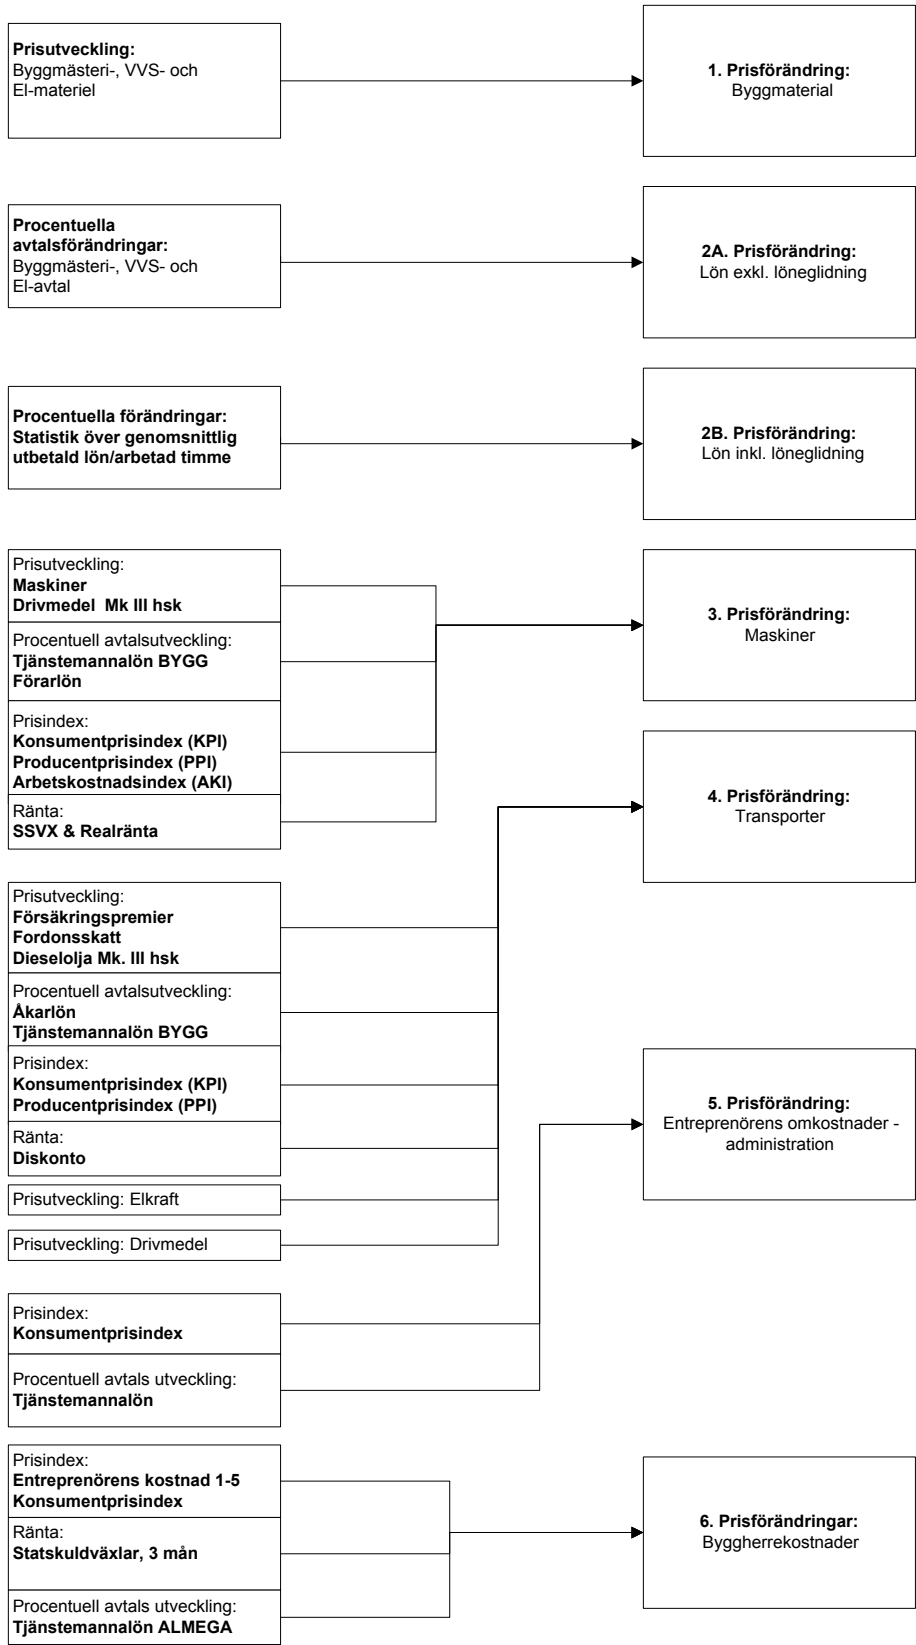 Prisutveckling:
Byggmästeri-, VVS- och
El-materiel
1. Prisförändring:
Byggmaterial
Procentuella
avtalsförändringar:
Byggmästeri-, VVS- och
El-avtal
2A. Prisförändring:
Lön exkl. löneglidning
Procentuella förändringar:
Statistik över genomsnittlig
utbetald lön/arbetad timme
2B. Prisförändring:
Lön inkl. löneglidning
Prisutveckling:
Maskiner
Drivmedel Mk III hsk
Procentuell avtalsutveckling:
Tjänstemannalön BYGG
Förarlön
Prisindex:
Konsumentprisindex (KPI)
Producentprisindex (PPI)
Arbetskostnadsindex (AKI)
Ränta:
SSVX & Realränta
3. Prisförändring:
Maskiner
4. Prisförändring:
Transporter
Prisutveckling:
Försäkringspremier
Fordonsskatt
Dieselolja Mk. III hsk
Procentuell avtalsutveckling:
Åkarlön
Tjänstemannalön BYGG
Prisindex:
Konsumentprisindex (KPI)
Producentprisindex (PPI)
Ränta:
Diskonto
Prisutveckling: Elkraft
Prisutveckling: Drivmedel
5. Prisförändring:
Entreprenörens omkostnader -
administration
Prisindex:
Konsumentprisindex
Procentuell avtals utveckling:
Tjänstemannalön
Prisindex:
Entreprenörens kostnad 1-5
Konsumentprisindex
Ränta:
Statskuldväxlar, 3 mån
Procentuell avtals utveckling:
Tjänstemannalön ALMEGA
6. Prisförändringar:
Byggherrekostnader